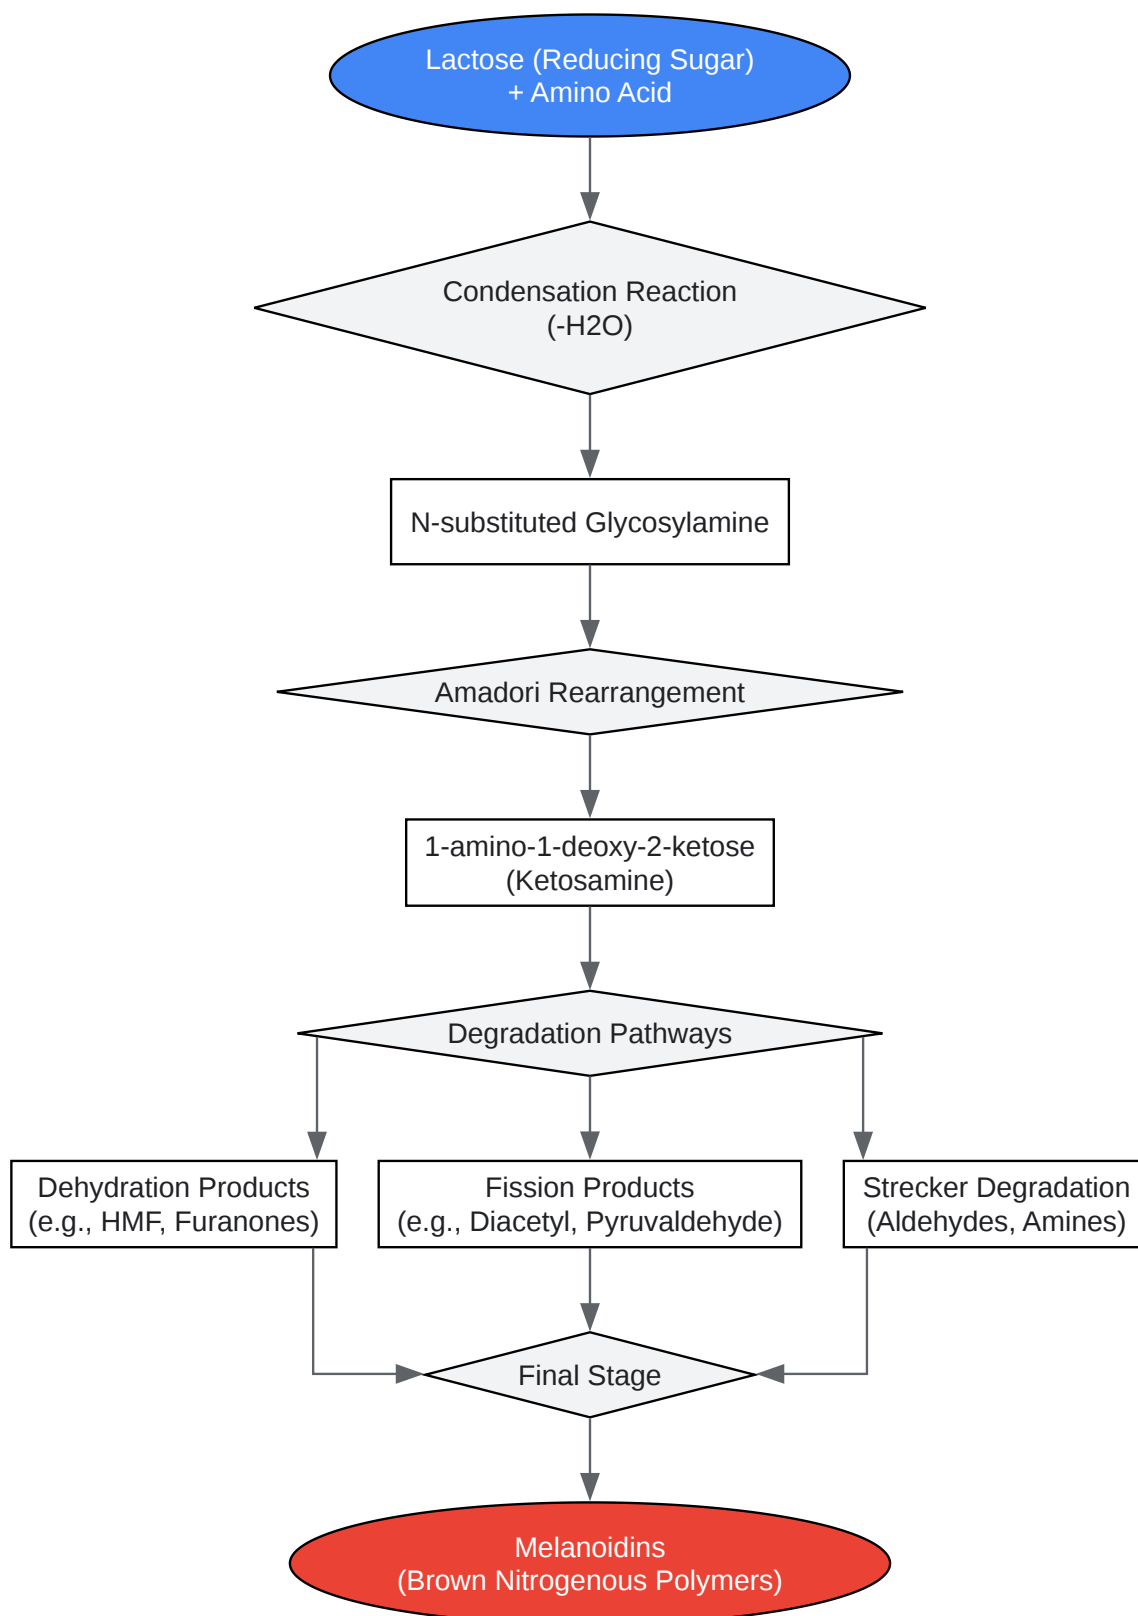 Lactose (Reducing Sugar)
+ Amino Acid
Condensation Reaction
(-H2O)
N-substituted Glycosylamine
Amadori Rearrangement
1-amino-1-deoxy-2-ketose
(Ketosamine)
Degradation Pathways
Dehydration Products
(e.g., HMF, Furanones)
Fission Products
(e.g., Diacetyl, Pyruvaldehyde)
Strecker Degradation
(Aldehydes, Amines)
Final Stage
Melanoidins
(Brown Nitrogenous Polymers)